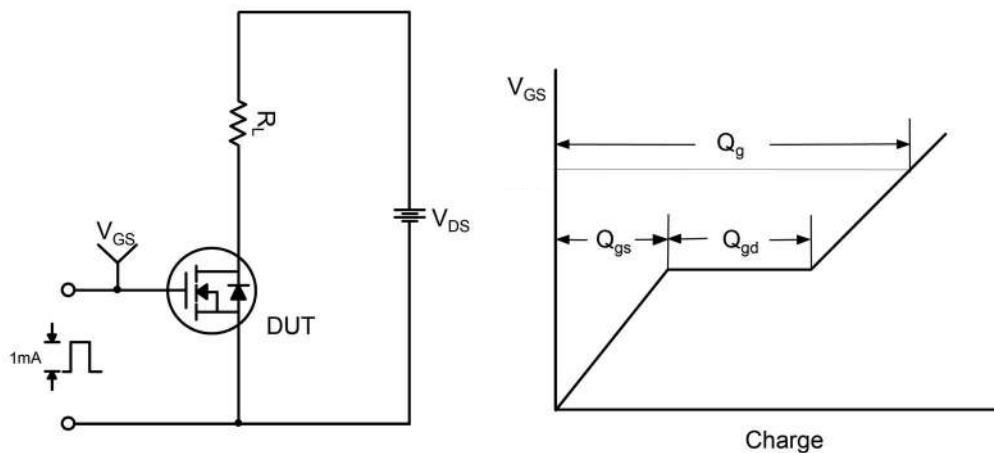 R_L
V_DS
V_GS
DUT
1mA
V_GS
Q_g
Q_gs
Q_gd
Charge